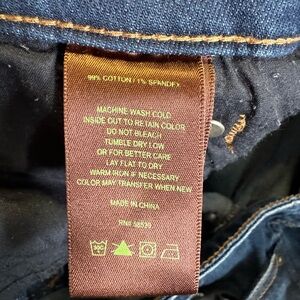 99% COTTON / 1% SPANDEX
MACHINE WASH COLD
INSIDE OUT TO RETAIN COLOR
DO NOT BLEACH
TUMBLE DRY LOW
OR FOR BETTER CARE
LAY FLAT TO DRY
WARM IRON IF NECESSARY
COLOR MAY TRANSFER WHEN NEW
MADE IN CHINA